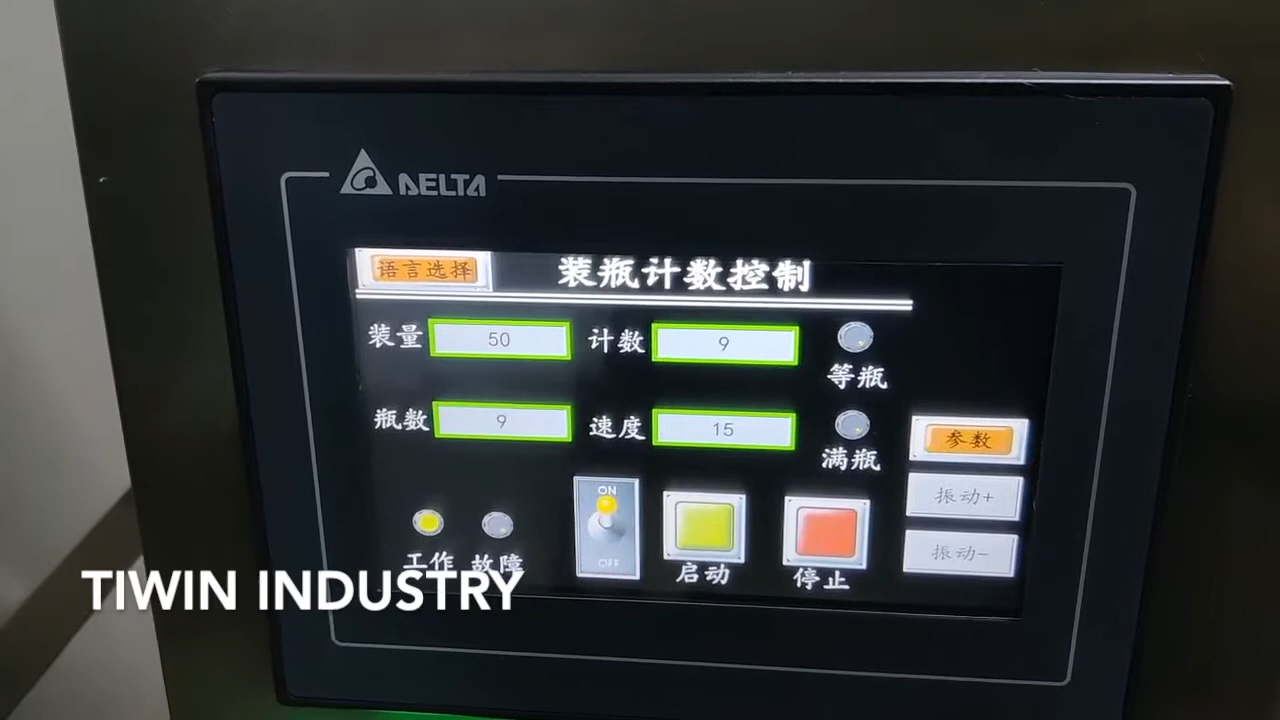 DELTA
语言选择 装瓶计数控制
装量 50 计数 9
等瓶
瓶数 9 速度 15
满瓶
参数
振动+
振动-
ON
OFF
工作 故障 启动 停止
TIWIN INDUSTRY